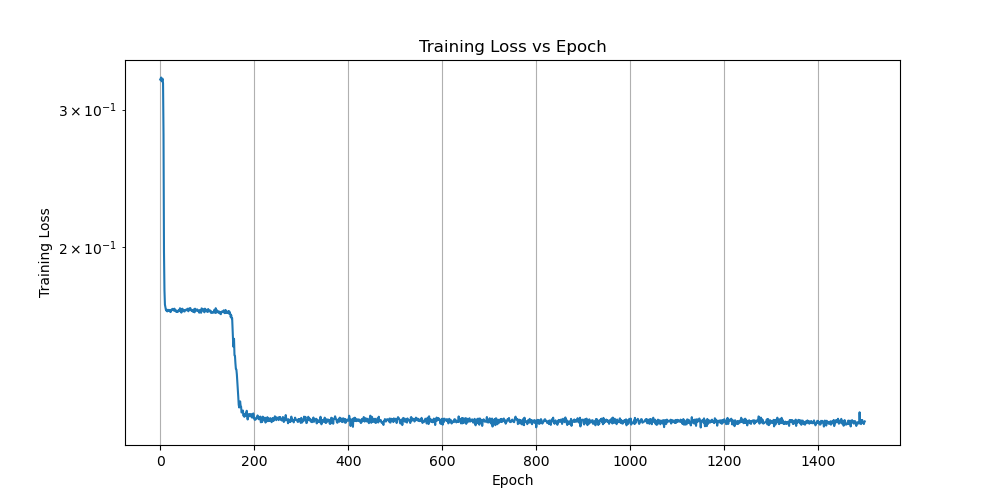 Training Loss vs Epoch
3 × 10⁻¹
2 × 10⁻¹
Training Loss
0 200 400 600 800 1000 1200 1400
Epoch